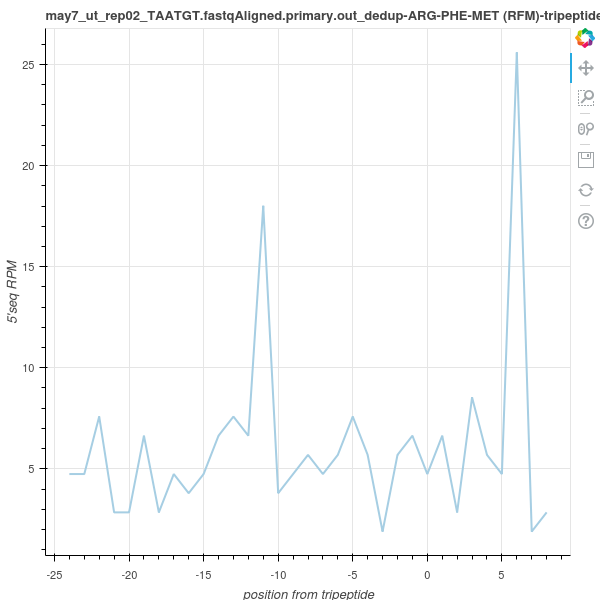 may7_ut_rep02_TAATGT.fastqAligned.primary.out_dedup-ARG-PHE-MET (RFM)-tripeptide
25
20
15
10
5
5'seq RPM
-25 -20 -15 -10 -5 0 5
position from tripeptide